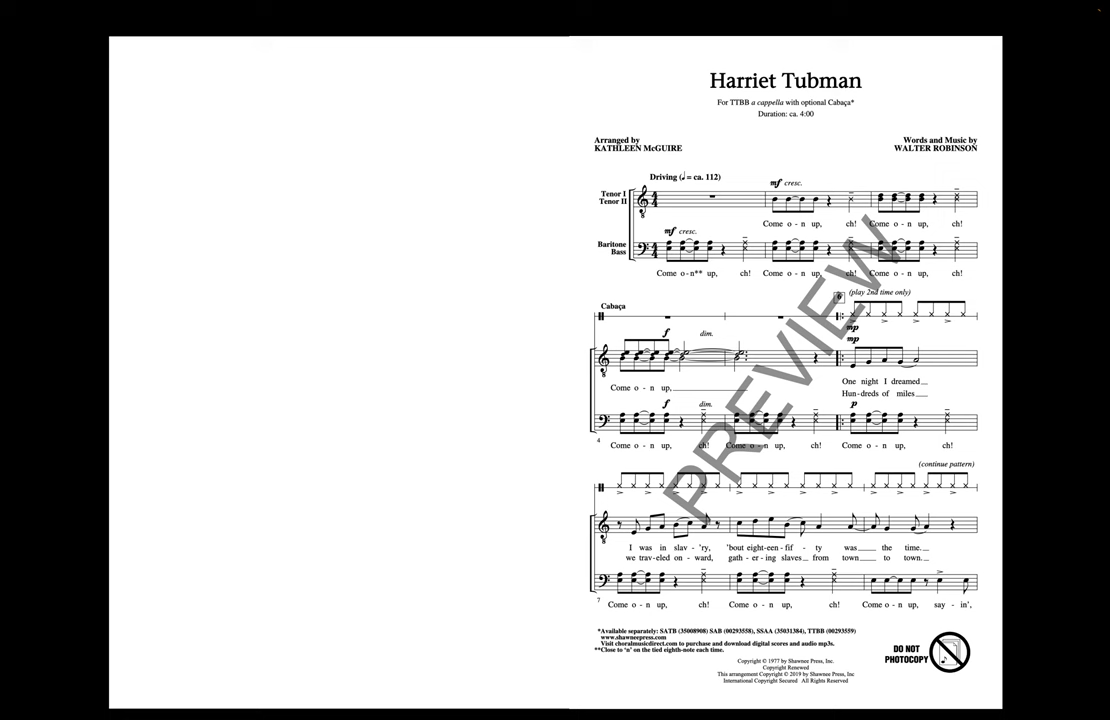 Harriet Tubman
For TTBB a cappella with optional Cabaça*
Duration: ca. 4:00
Arranged by
KATHLEEN McGUIRE
Words and Music by
WALTER ROBINSON
Driving (♩ = ca. 112)
mf cresc.
Tenor I
Tenor II
Come o - n up, ch! Come o - n up, ch!
mf cresc.
Baritone
Bass
Come o - n** up, ch! Come o - n up, ch! Come o - n up, ch!
6 (play 2nd time only)
Cabaça
mp
f dim. mp
Come o - n up,
One night I dreamed
Hun-dreds of miles
f dim. p
4
Come o - n up, ch! Come o - n up, ch! Come o - n up, ch!
(continue pattern)
I was in slav - 'ry, 'bout eight-een - fif - ty was the time.
we trav-eled on - ward, gath - er - ing slaves from town to town.
7
Come o - n up, ch! Come o - n up, ch! Come o - n up, say - in',
*Available separately: SATB (35008908) SAB (00293558), SSAA (35031384), TTBB (00293559)
www.shawneepress.com
Visit choralmusicdirect.com to purchase and download digital scores and audio mp3s.
**Close to 'n' on the tied eighth-note each time.
Copyright © 1977 by Shawnee Press, Inc.
Copyright Renewed
This arrangement Copyright © 2019 by Shawnee Press, Inc
International Copyright Secured All Rights Reserved
DO NOT
PHOTOCOPY
PREVIEW